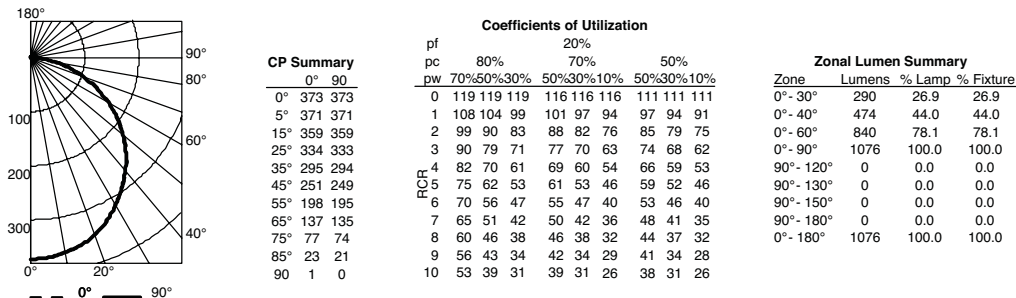 180°
90°
80°
60°
40°
100
200
300
0° 20°
0° 90°
CP Summary
0° 90
0° 373 373
5° 371 371
15° 359 359
25° 334 333
35° 295 294
45° 251 249
55° 198 195
65° 137 135
75° 77 74
85° 23 21
90 1 0
Coefficients of Utilization
pf 20%
pc 80% 70% 50%
pw 70%50%30% 50%30%10% 50%30%10%
RCR
0 119 119 119 116 116 116 111 111 111
1 108 104 99 101 97 94 97 94 91
2 99 90 83 88 82 76 85 79 75
3 90 79 71 77 70 63 74 68 62
4 82 70 61 69 60 54 66 59 53
5 75 62 53 61 53 46 59 52 46
6 70 56 47 55 47 40 53 46 40
7 65 51 42 50 42 36 48 41 35
8 60 46 38 46 38 32 44 37 32
9 56 43 34 42 34 29 41 34 28
10 53 39 31 39 31 26 38 31 26
Zonal Lumen Summary
Zone Lumens % Lamp % Fixture
0°- 30° 290 26.9 26.9
0°- 40° 474 44.0 44.0
0°- 60° 840 78.1 78.1
0°- 90° 1076 100.0 100.0
90°- 120° 0 0.0 0.0
90°- 130° 0 0.0 0.0
90°- 150° 0 0.0 0.0
90°- 180° 0 0.0 0.0
0°- 180° 1076 100.0 100.0